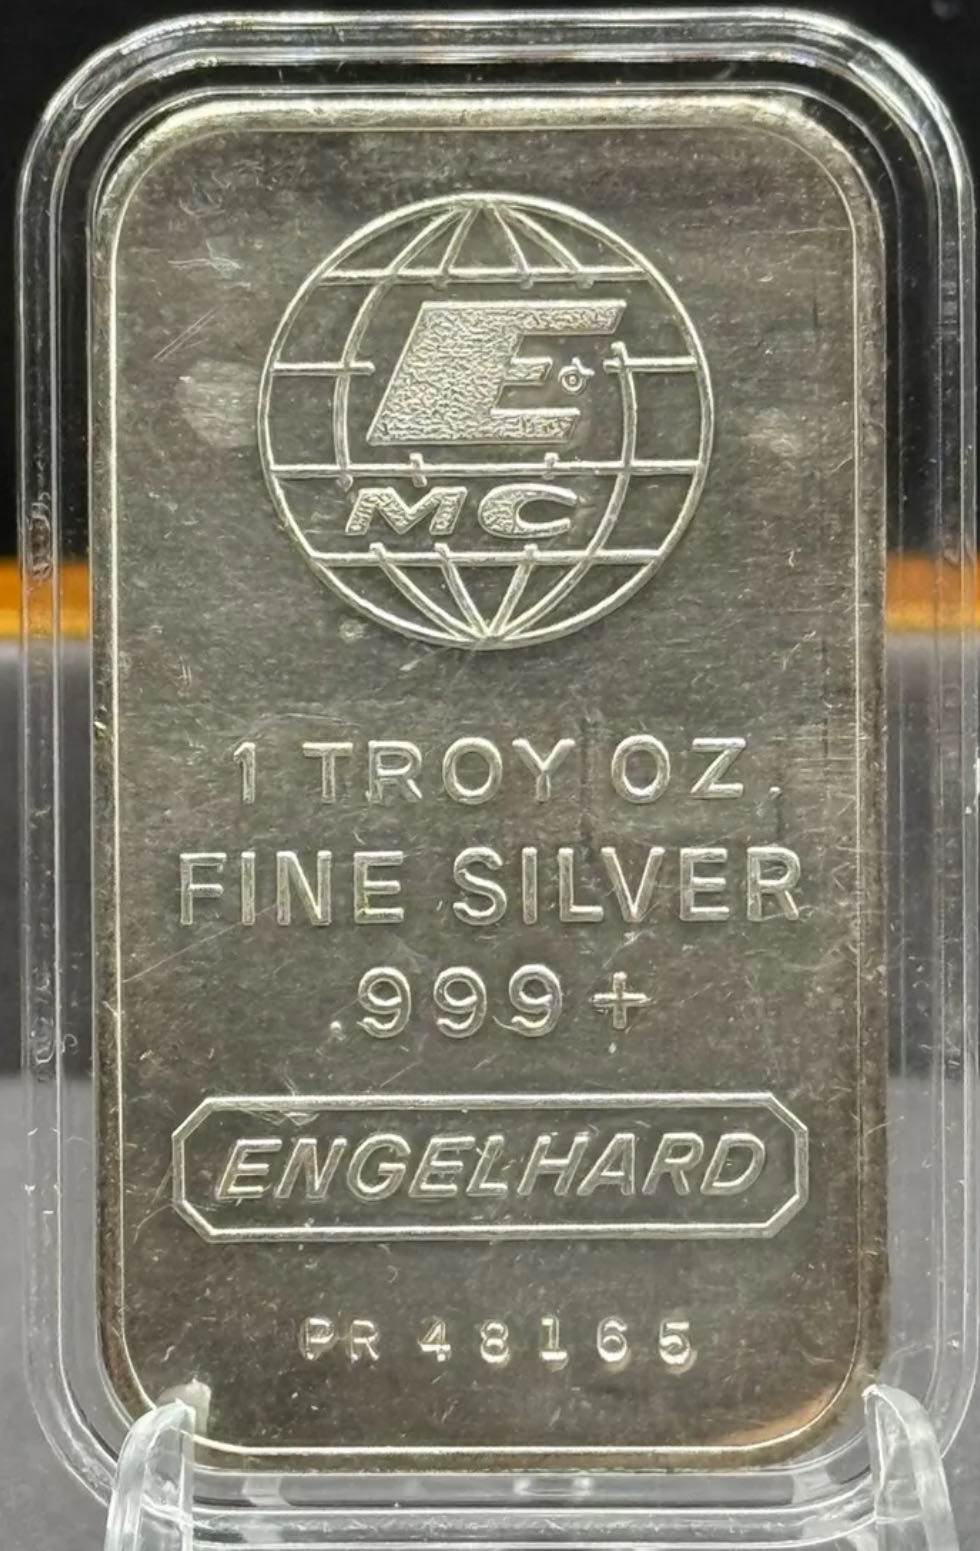 E
MC
1 TROY OZ.
FINE SILVER
.999 +
ENGELHARD
PR 48165